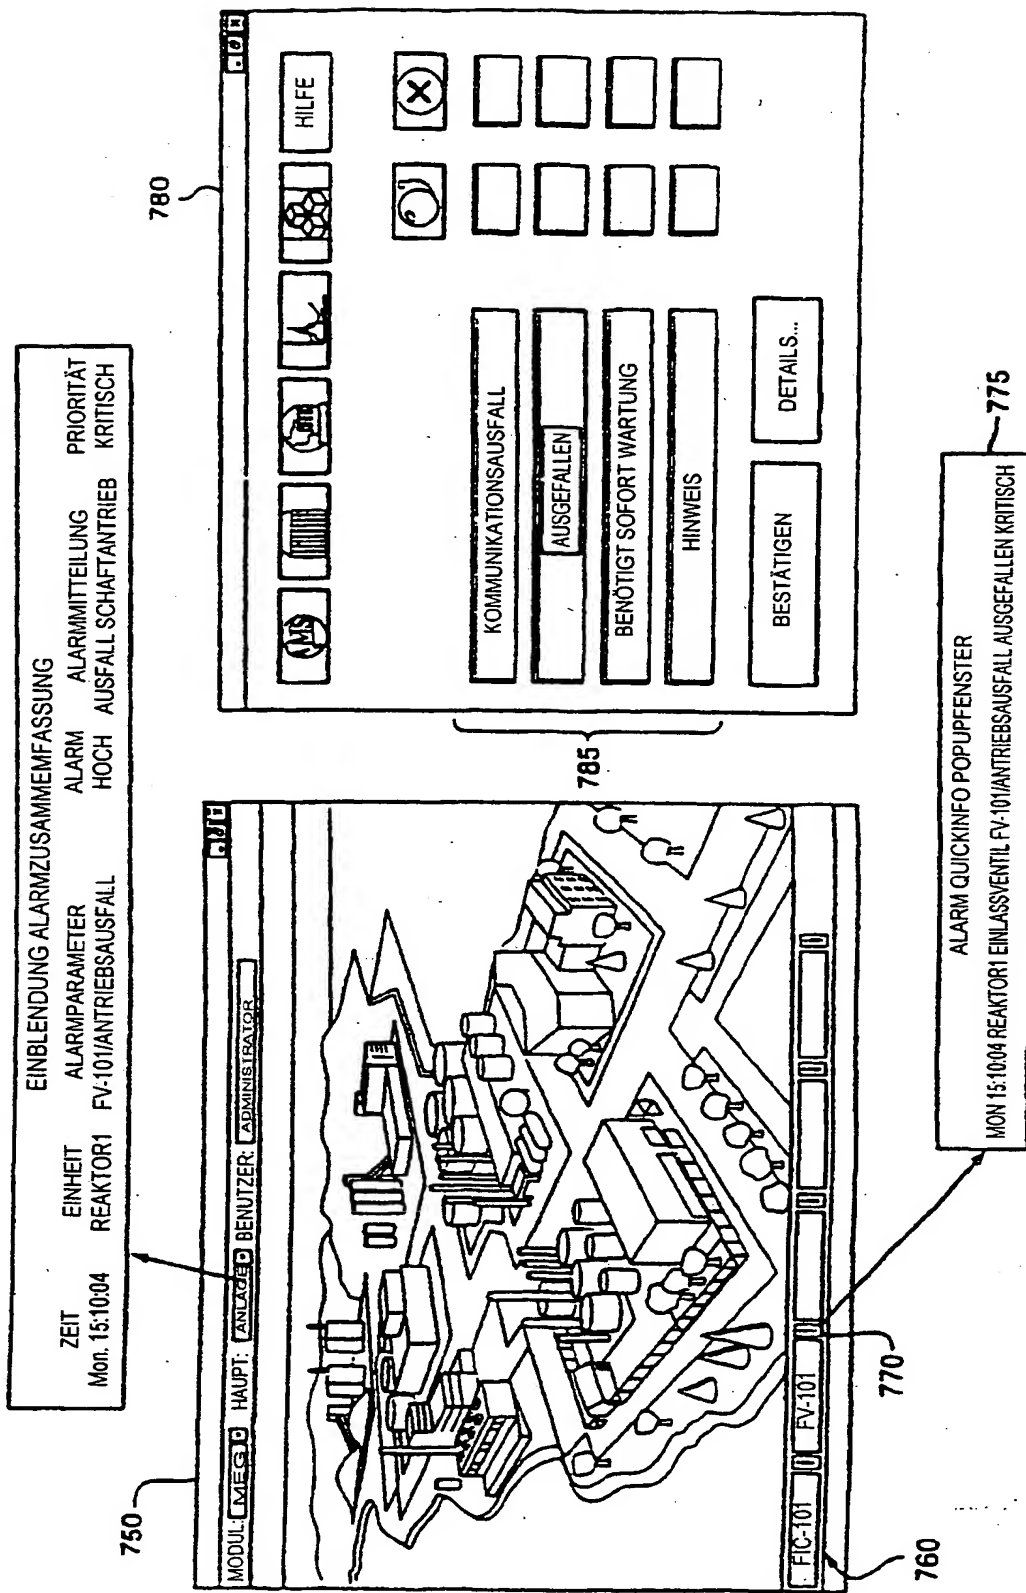 EINBLENDUNG ALARMZUSAMMEMFASSUNG
ZEIT EINHEIT ALARMPARAMETER ALARM ALARMMITTEILUNG PRIORITÄT
Mon. 15:10:04 REAKTOR1 FV-101/ANTRIEBSAUSFALL HOCH AUSFALL SCHAFTANTRIEB KRITISCH
750
MODUL: MEG HAUPT: ANLAGE BENUTZER: ADMINISTRATOR
FIC-101 FV-101
760
770
780
AMS HILFE
KOMMUNIKATIONSAUSFALL
AUSGEFALLEN
BENÖTIGT SOFORT WARTUNG
HINWEIS
785
BESTÄTIGEN DETAILS...
ALARM QUICKINFO POPUPFENSTER
MON 15:10:04 REAKTOR1 EINLASSVENTIL FV-101/ANTRIEBSAUSFALL AUSGEFALLEN KRITISCH
775